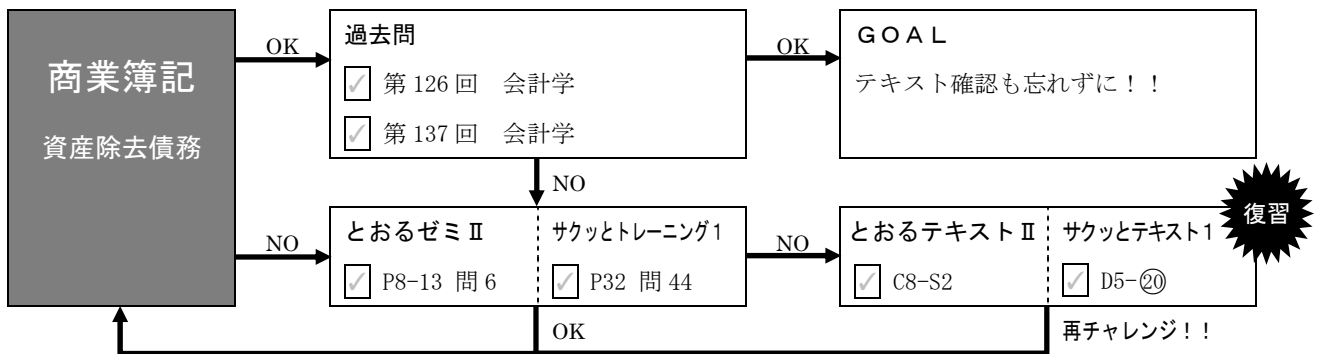 商業簿記
資産除去債務
OK
過去問
✓ 第126回 会計学
✓ 第137回 会計学
OK
GOAL
テキスト確認も忘れずに！！
NO
NO
とおるゼミⅡ
✓ P8-13 問6
サクッとトレーニング1
✓ P32 問44
NO
とおるテキストⅡ
✓ C8-S2
サクッとテキスト1
✓ D5-⑳
復習
OK
再チャレンジ！！